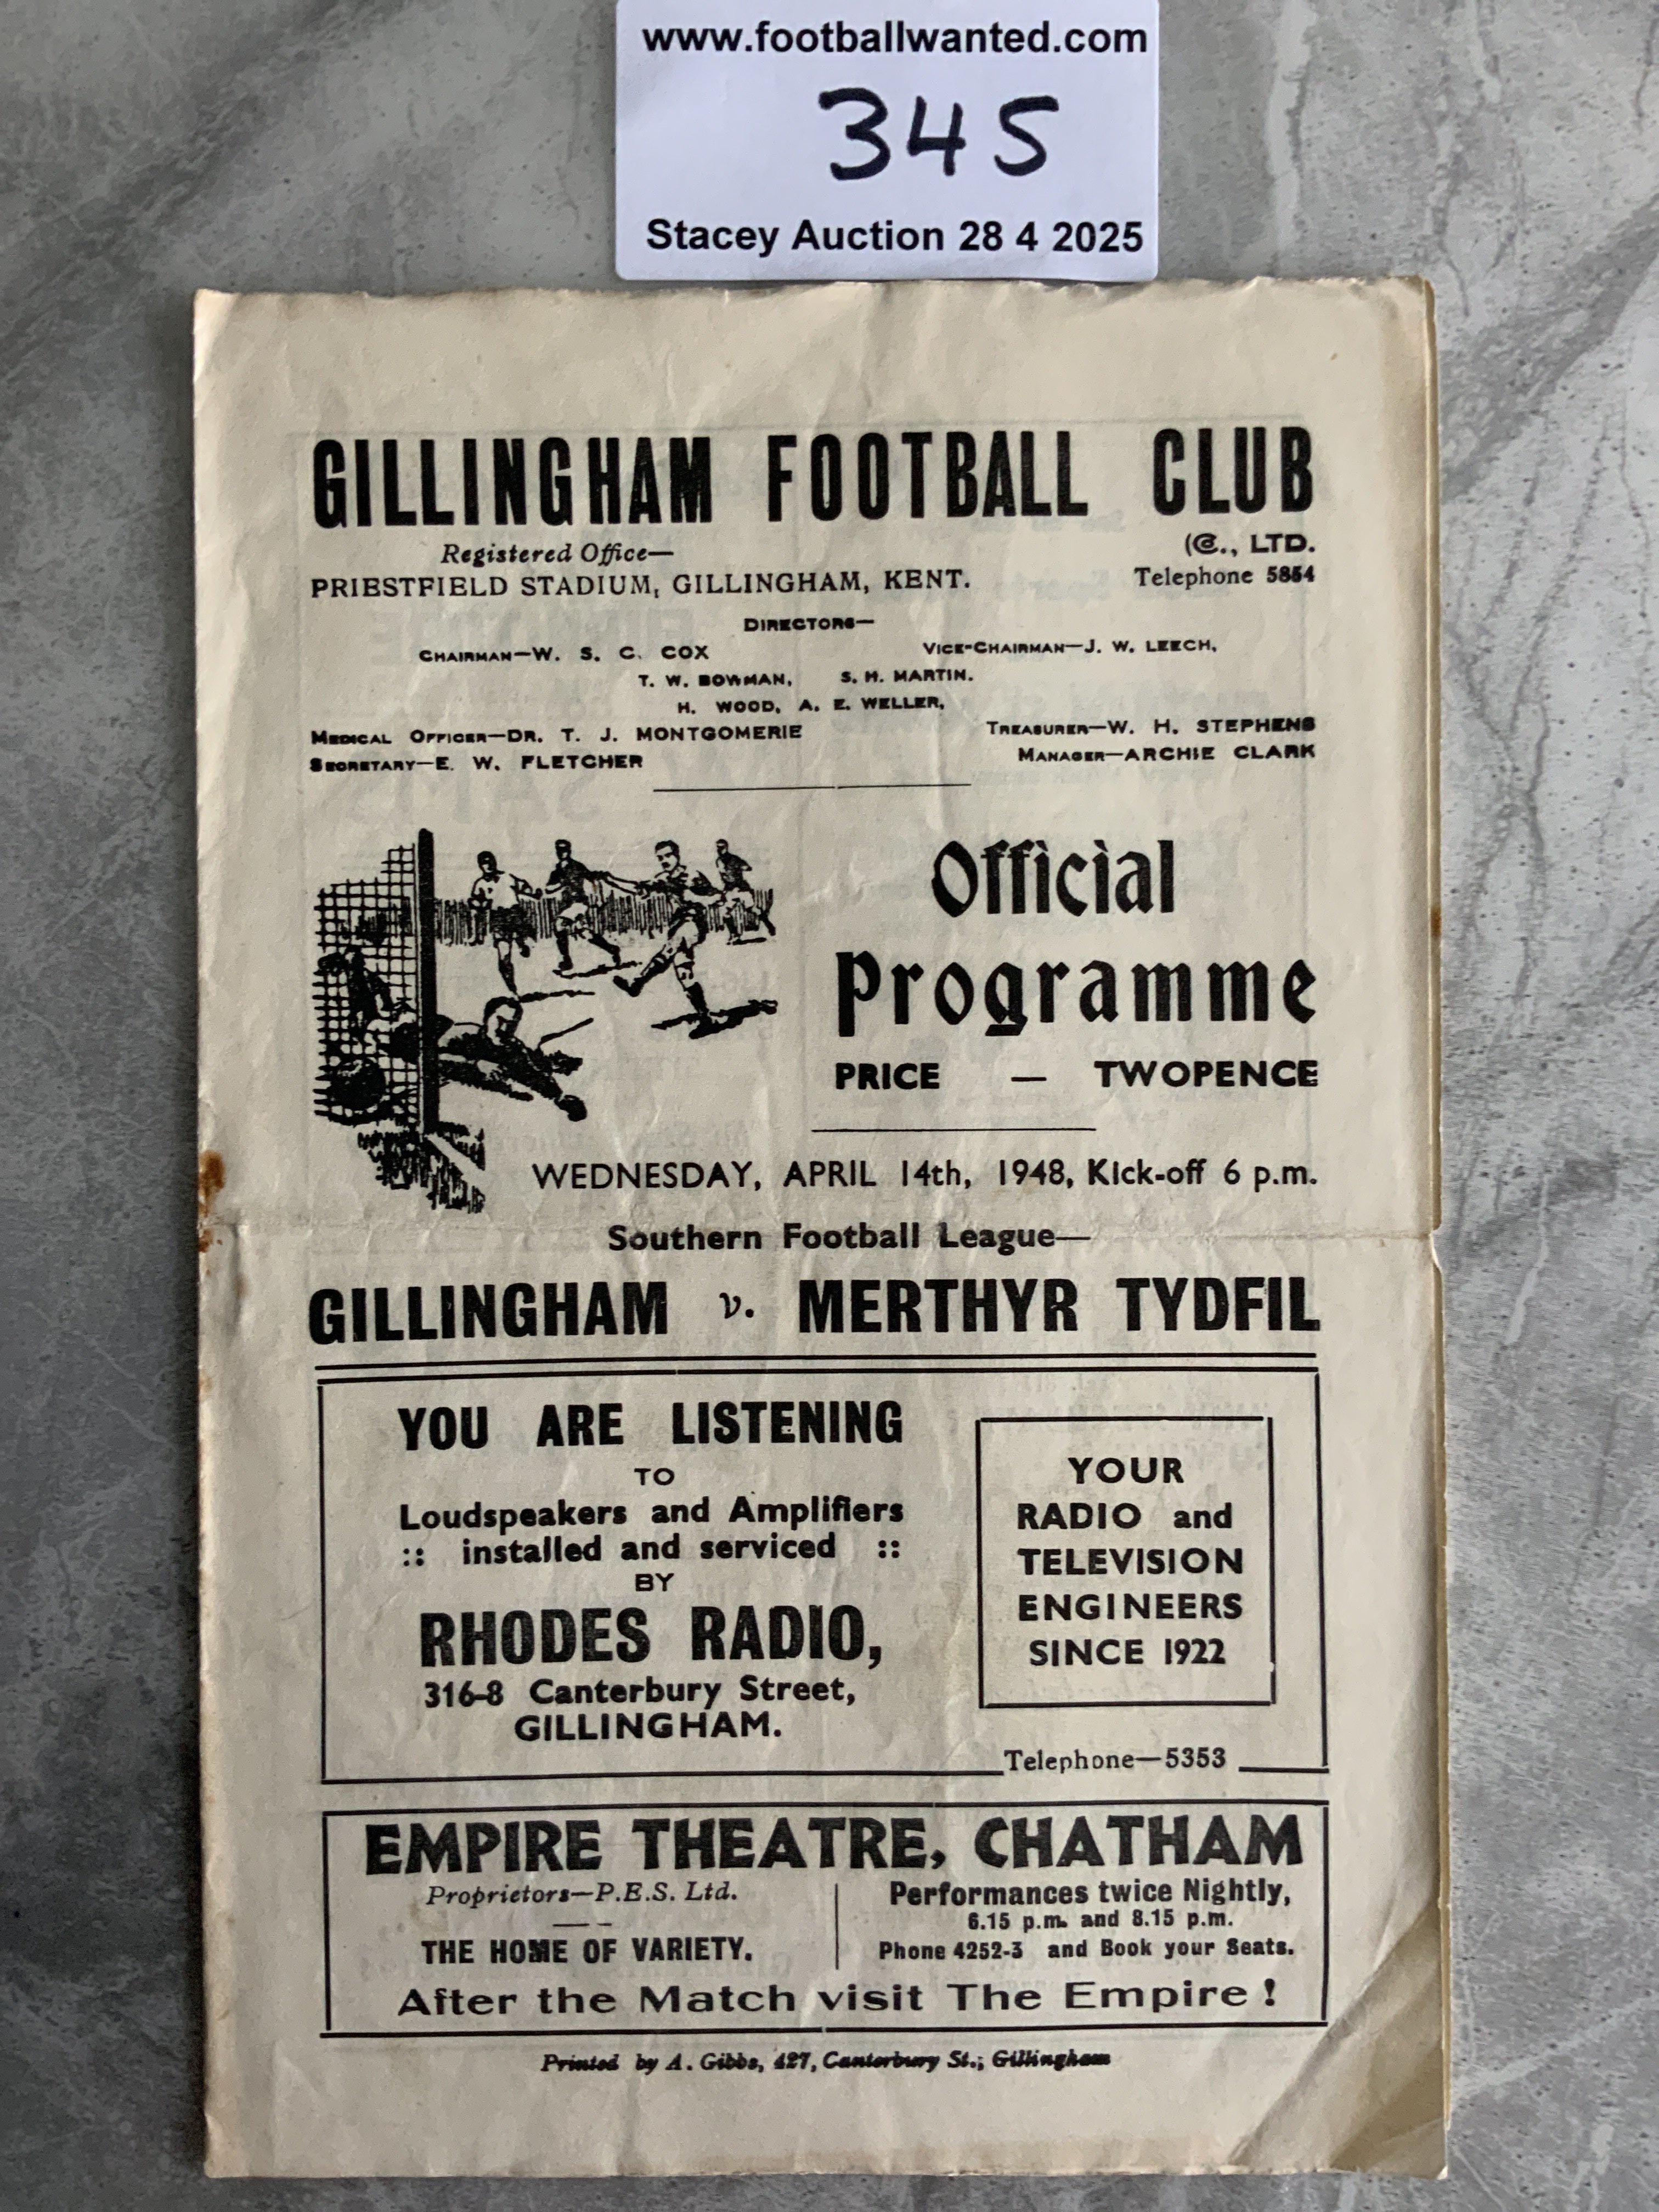 www.footballwanted.com
345
Stacey Auction 28 4 2025
GILLINGHAM FOOTBALL CLUB
(Co., LTD.
Registered Office—
PRIESTFIELD STADIUM, GILLINGHAM, KENT.
Telephone 5854
DIRECTORS—
CHAIRMAN—W. S. C. COX
VICE-CHAIRMAN—J. W. LEECH,
T. W. BOWMAN, S. H. MARTIN.
H. WOOD, A. E. WELLER,
MEDICAL OFFICER—DR. T. J. MONTGOMERIE
TREASURER—W. H. STEPHENS
SECRETARY—E. W. FLETCHER
MANAGER—ARCHIE CLARK
Official
Programme
PRICE — TWOPENCE
WEDNESDAY, APRIL 14th, 1948, Kick-off 6 p.m.
Southern Football League—
GILLINGHAM v. MERTHYR TYDFIL
YOU ARE LISTENING
TO
Loudspeakers and Amplifiers
:: installed and serviced ::
BY
RHODES RADIO,
316-8 Canterbury Street,
GILLINGHAM.
YOUR
RADIO and
TELEVISION
ENGINEERS
SINCE 1922
Telephone—5353
EMPIRE THEATRE, CHATHAM
Proprietors—P.E.S. Ltd.
THE HOME OF VARIETY.
Performances twice Nightly,
6.15 p.m. and 8.15 p.m.
Phone 4252-3 and Book your Seats.
After the Match visit The Empire !
Printed by A. Gibbs, 427, Canterbury St., Gillingham